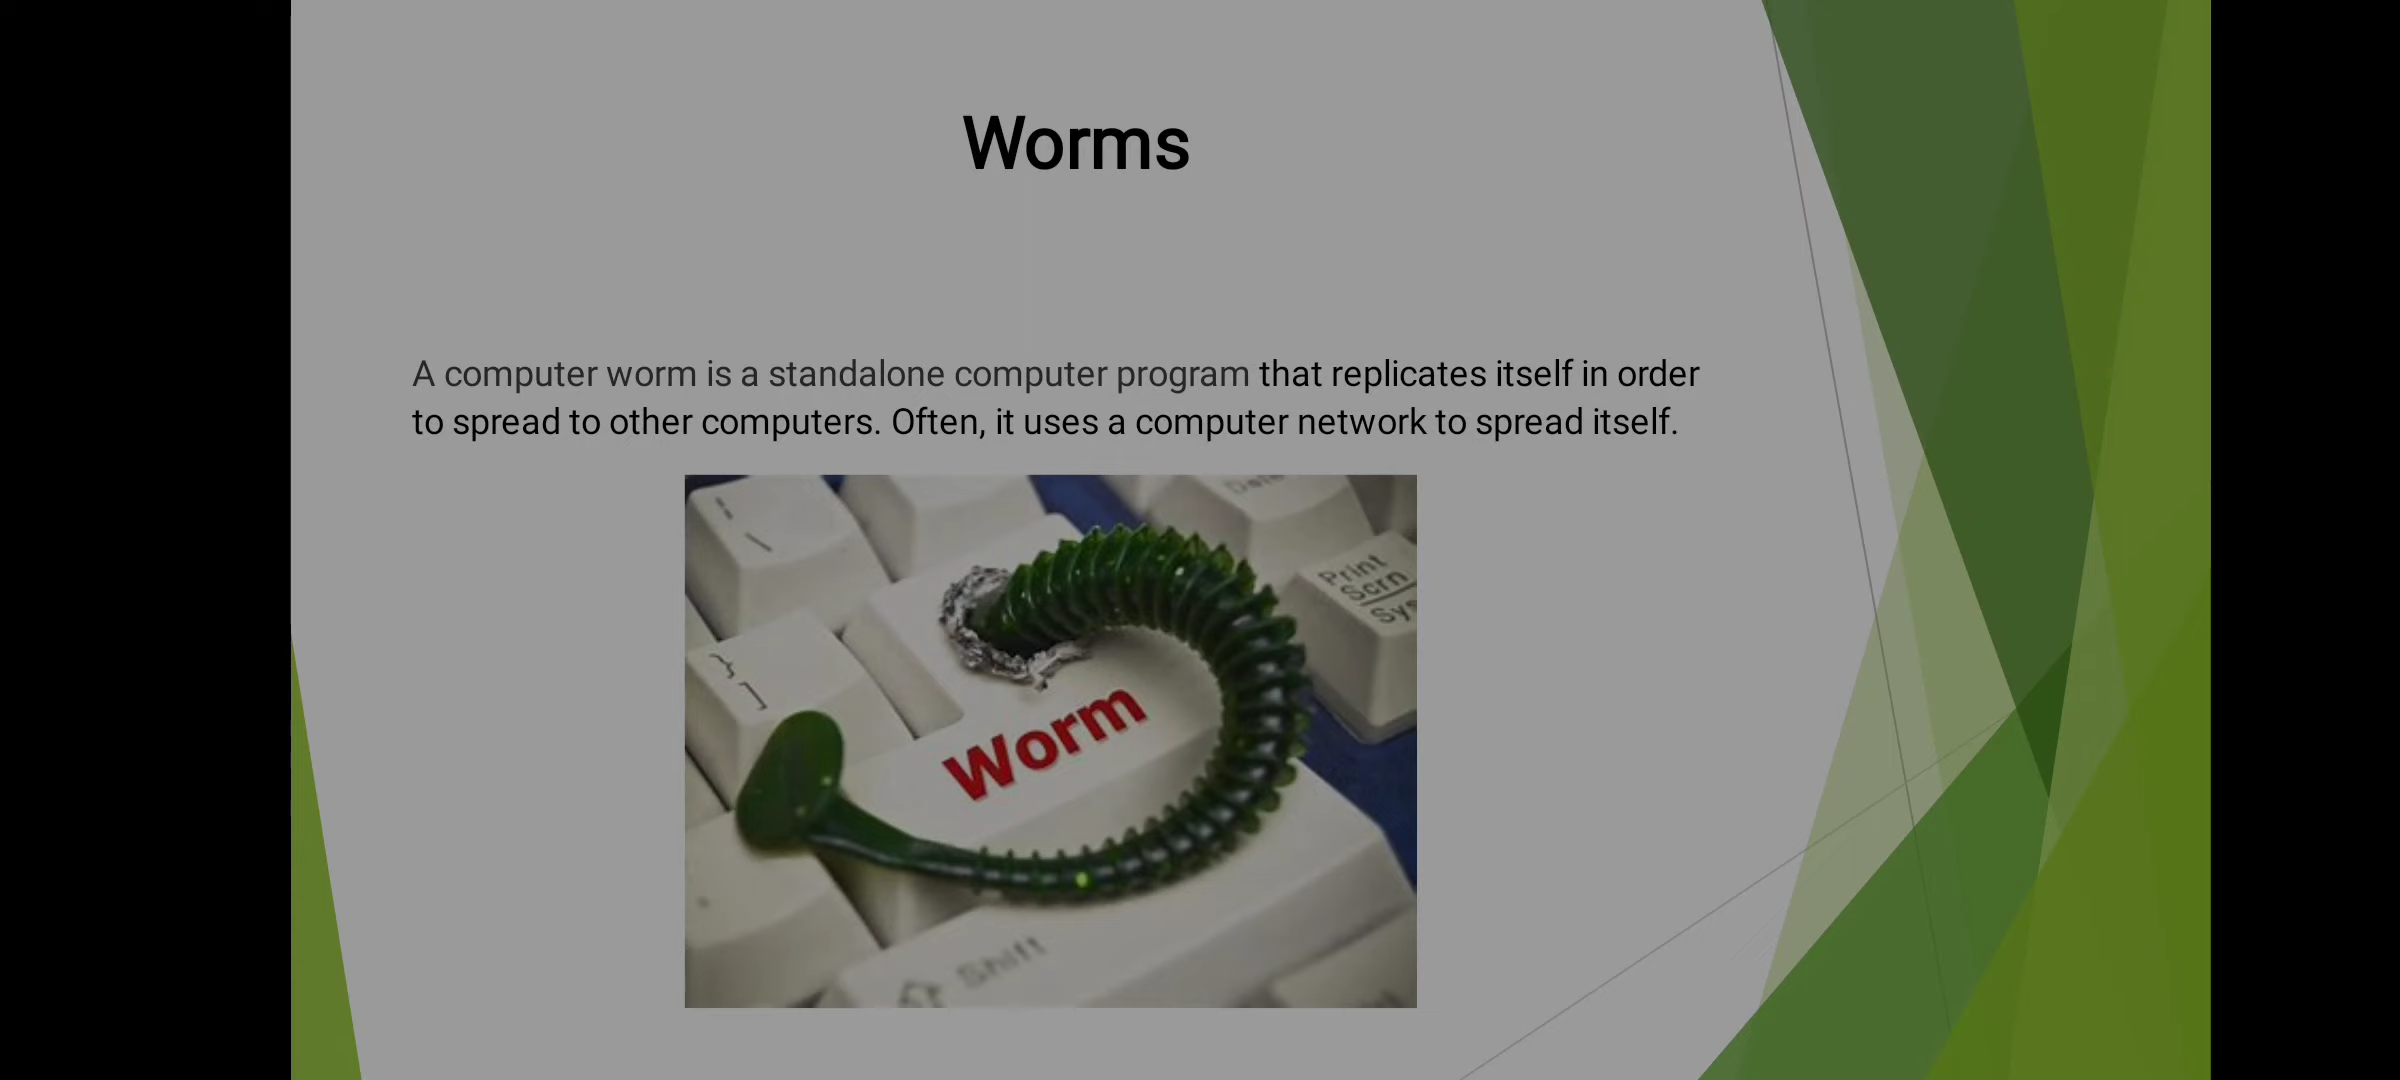 Worms
A computer worm is a standalone computer program that replicates itself in order
to spread to other computers. Often, it uses a computer network to spread itself.
Print
Scrn
Worm
Shift